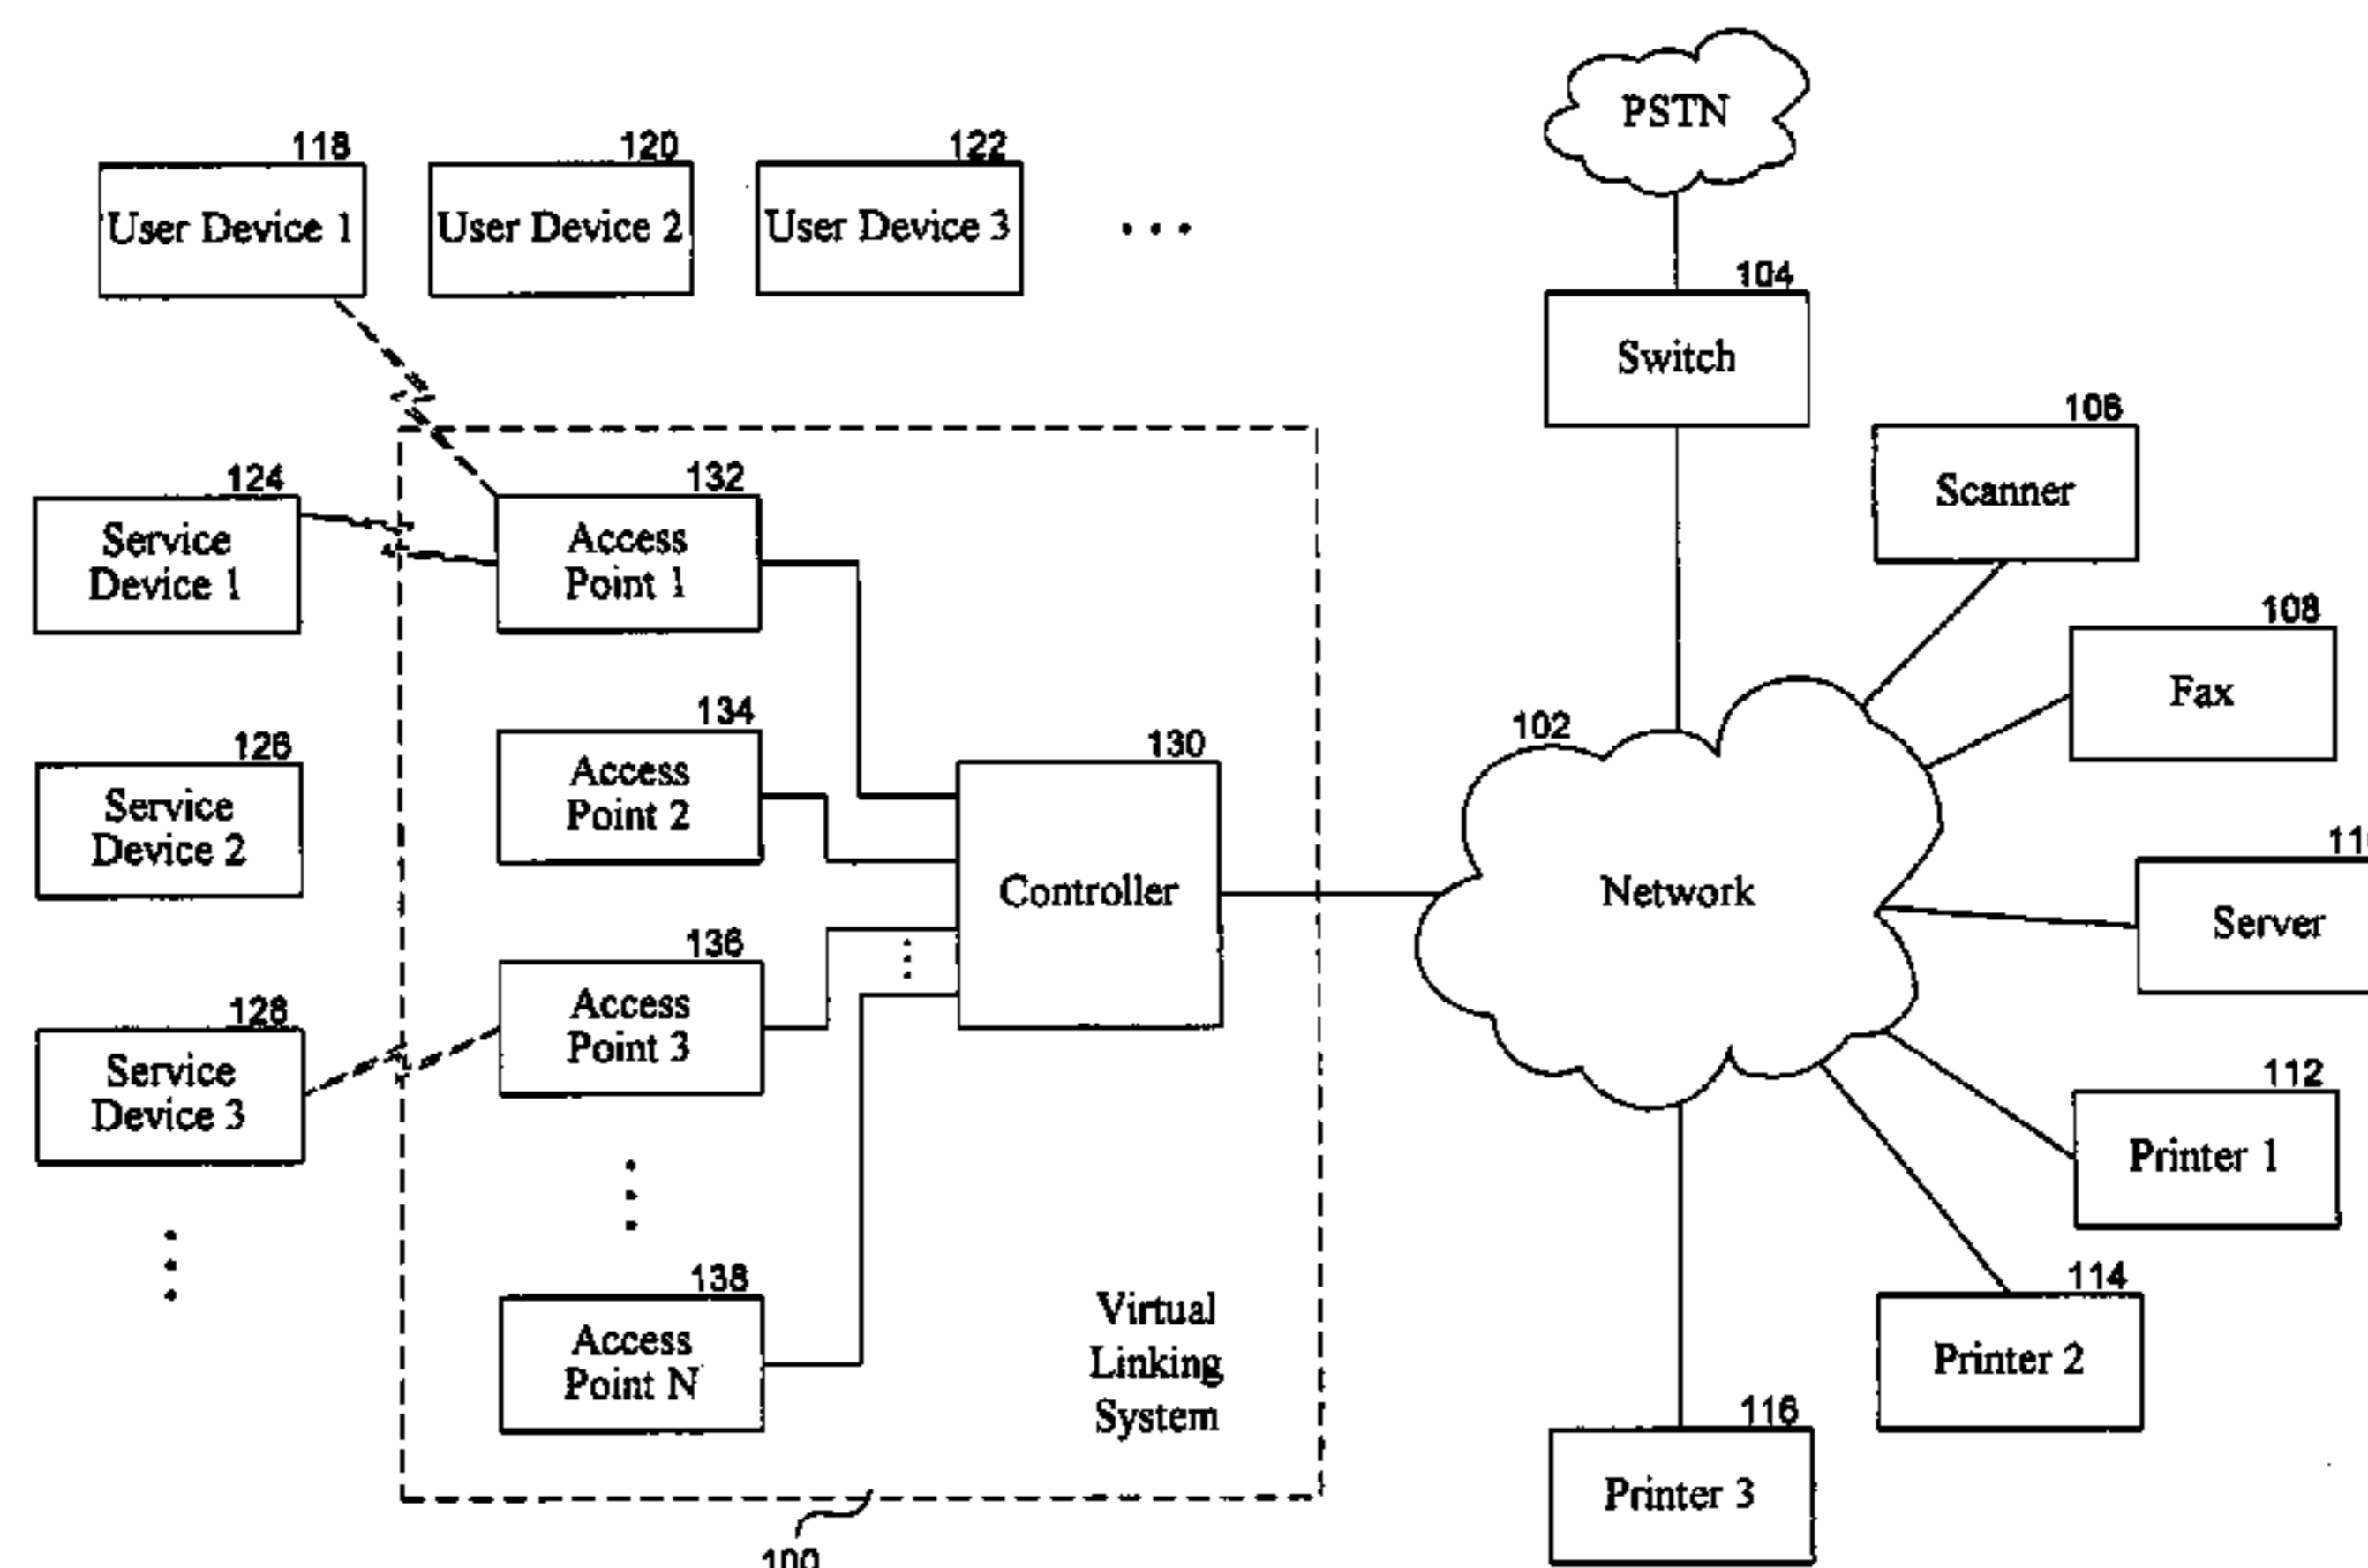 PSTN
118
User Device 1
120
User Device 2
122
User Device 3
...
104
Switch
106
Scanner
108
Fax
124
Service
Device 1
132
Access
Point 1
134
Access
Point 2
130
Controller
102
Network
126
Service
Device 2
110
Server
136
Access
Point 3
128
Service
Device 3
112
Printer 1
114
Printer 2
138
Access
Point N
Virtual
Linking
System
116
Printer 3
100